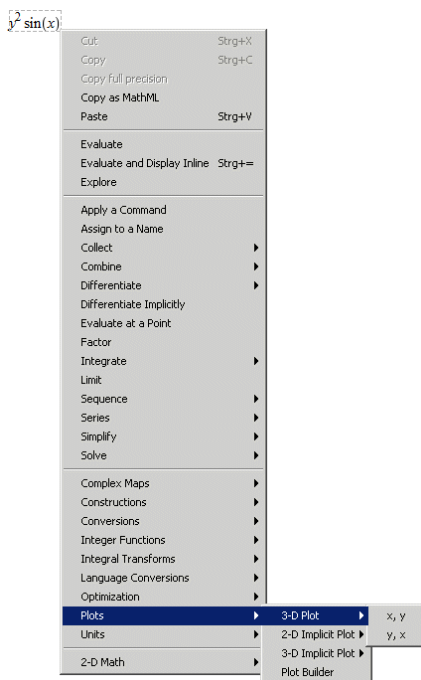 y² sin(x)
Cut Strg+X
Copy Strg+C
Copy full precision
Copy as MathML
Paste Strg+V
Evaluate
Evaluate and Display Inline Strg+=
Explore
Apply a Command
Assign to a Name
Collect
Combine
Differentiate
Differentiate Implicitly
Evaluate at a Point
Factor
Integrate
Limit
Sequence
Series
Simplify
Solve
Complex Maps
Constructions
Conversions
Integer Functions
Integral Transforms
Language Conversions
Optimization
Plots 3-D Plot x, y
Units 2-D Implicit Plot y, x
3-D Implicit Plot
2-D Math Plot Builder